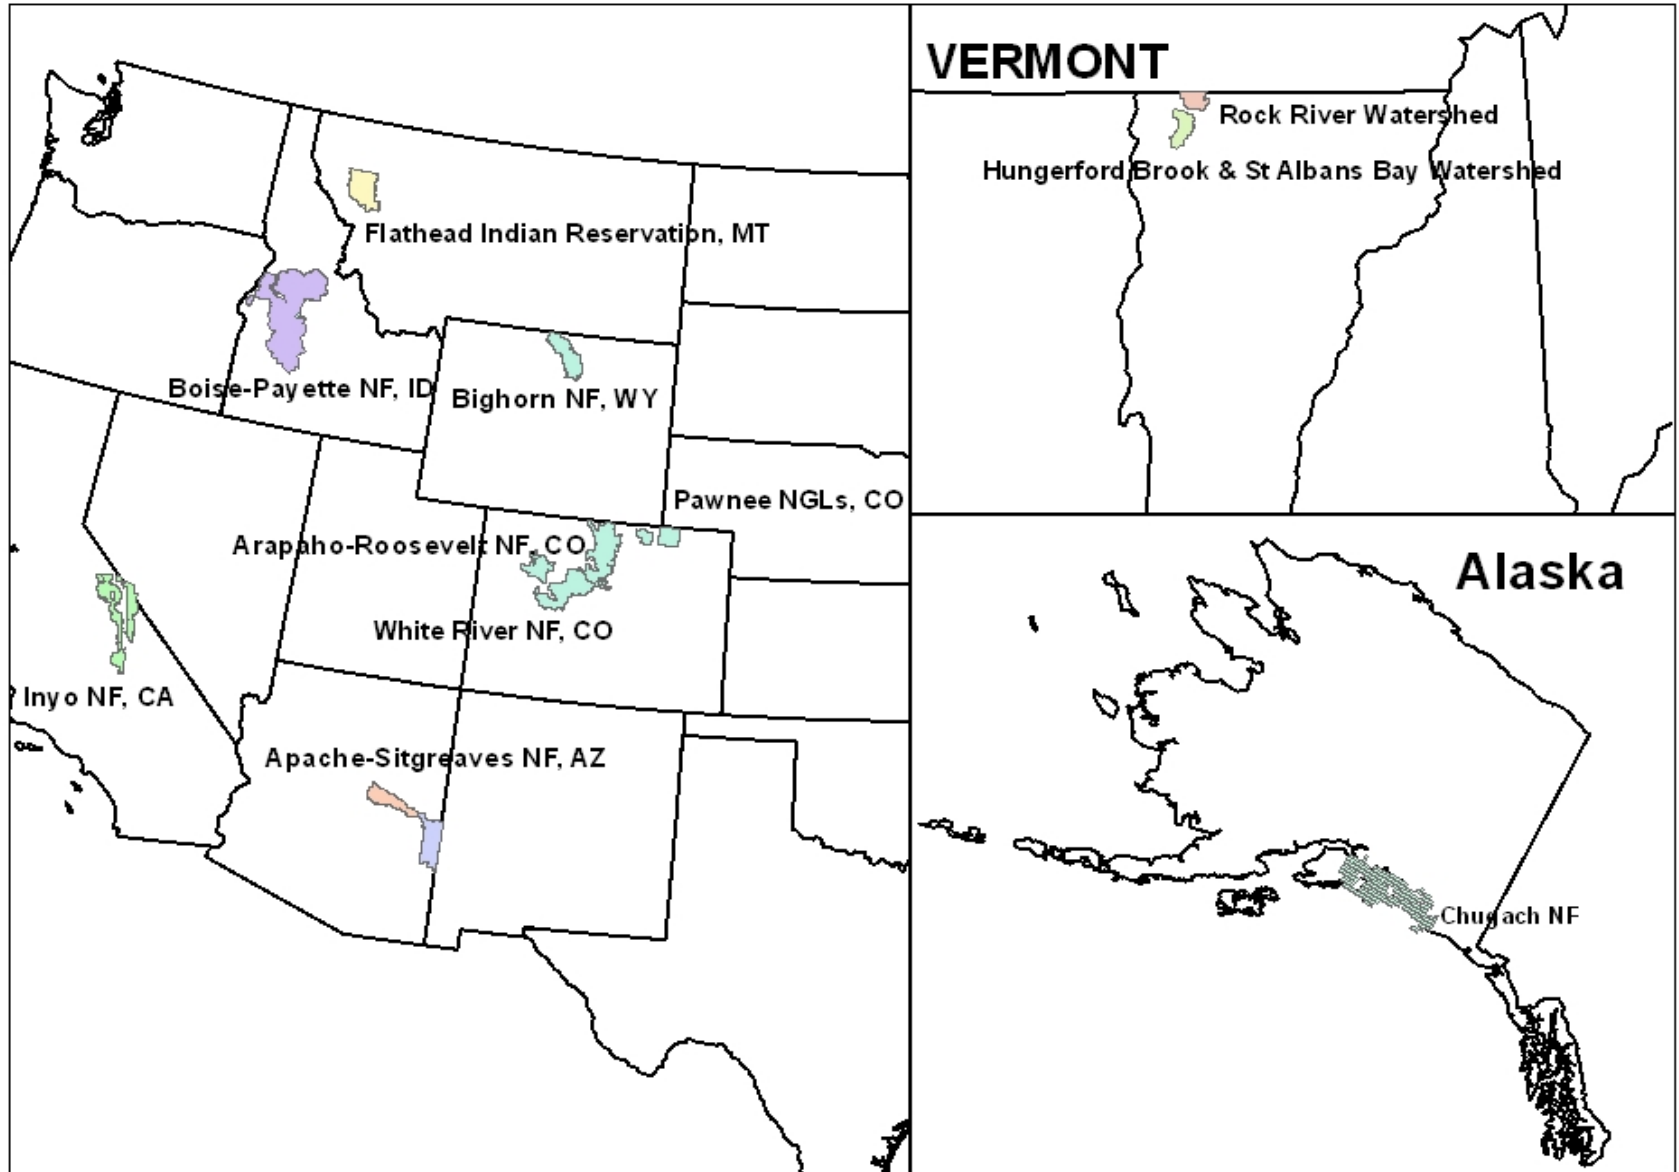 Flathead Indian Reservation, MT
Boise-Payette NF, ID
Bighorn NF, WY
Pawnee NGLs, CO
Arapaho-Roosevelt NF, CO
White River NF, CO
Inyo NF, CA
Apache-Sitgreaves NF, AZ
VERMONT
Rock River Watershed
Hungerford Brook & St Albans Bay Watershed
Alaska
Chugach NF